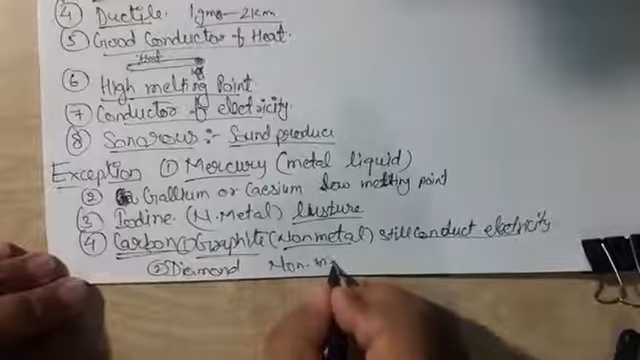 ④ Ductile. 1gm - 2km
⑤ Good Conductor of Heat.
Heat
⑥ High melting Point
⑦ Conductor of electricity.
⑧ Sonorous :- Sound produce
Exception ① Mercury (metal liquid)
② Gallium or Caesium low melting point
③ Iodine. (N. Metal) lusture
④ Carbon ① Graphite (Nonmetal) still conduct electricity
② Diamond Non. m